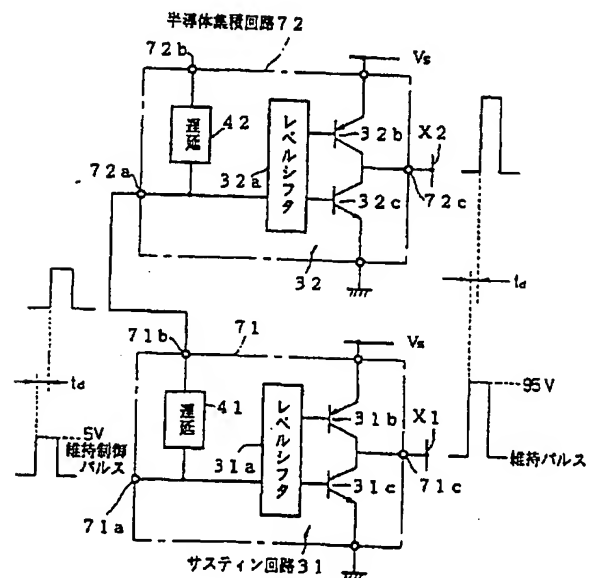 半導体集積回路72
72b
Vs
遅延
42
レベルシフタ
32b
X2
72a
32a
32c
72c
32
td
71b
71
Vs
td
遅延
41
レベルシフタ
31b
X1
95V
5V
維持制御
パルス
31a
31c
71c
維持パルス
71a
サスティン回路31